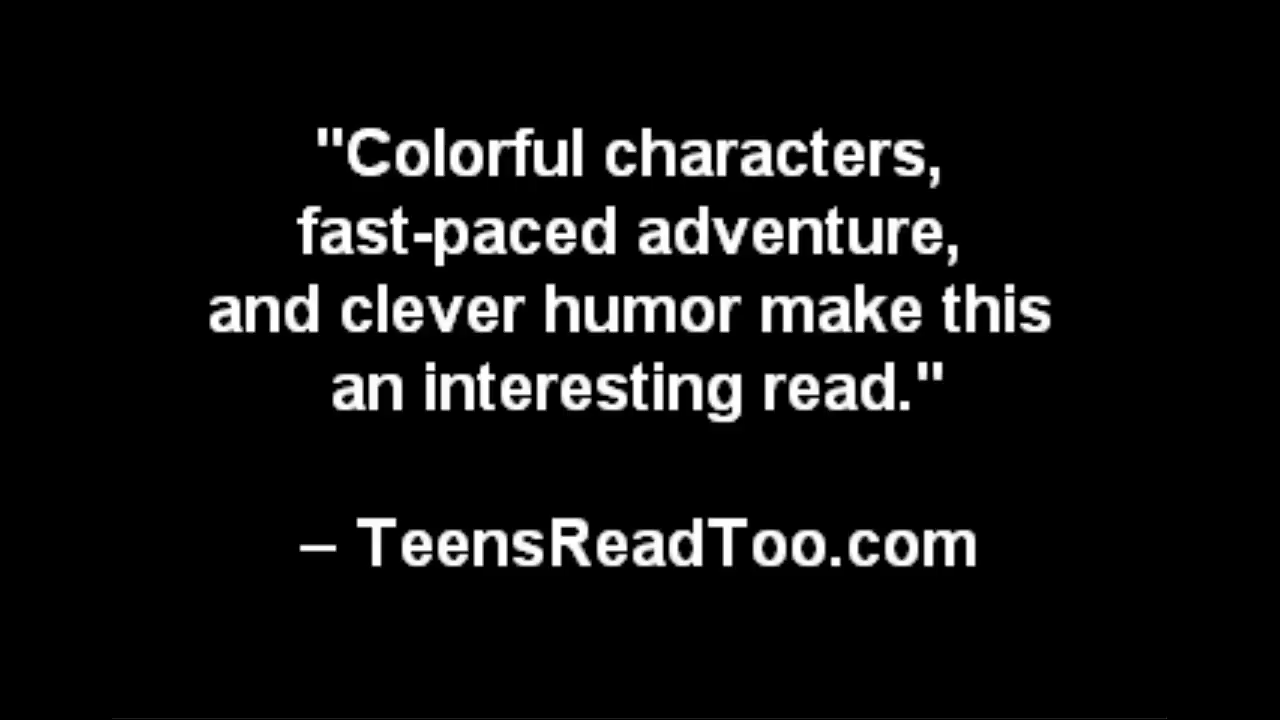 "Colorful characters,
fast-paced adventure,
and clever humor make this
an interesting read."
– TeensReadToo.com